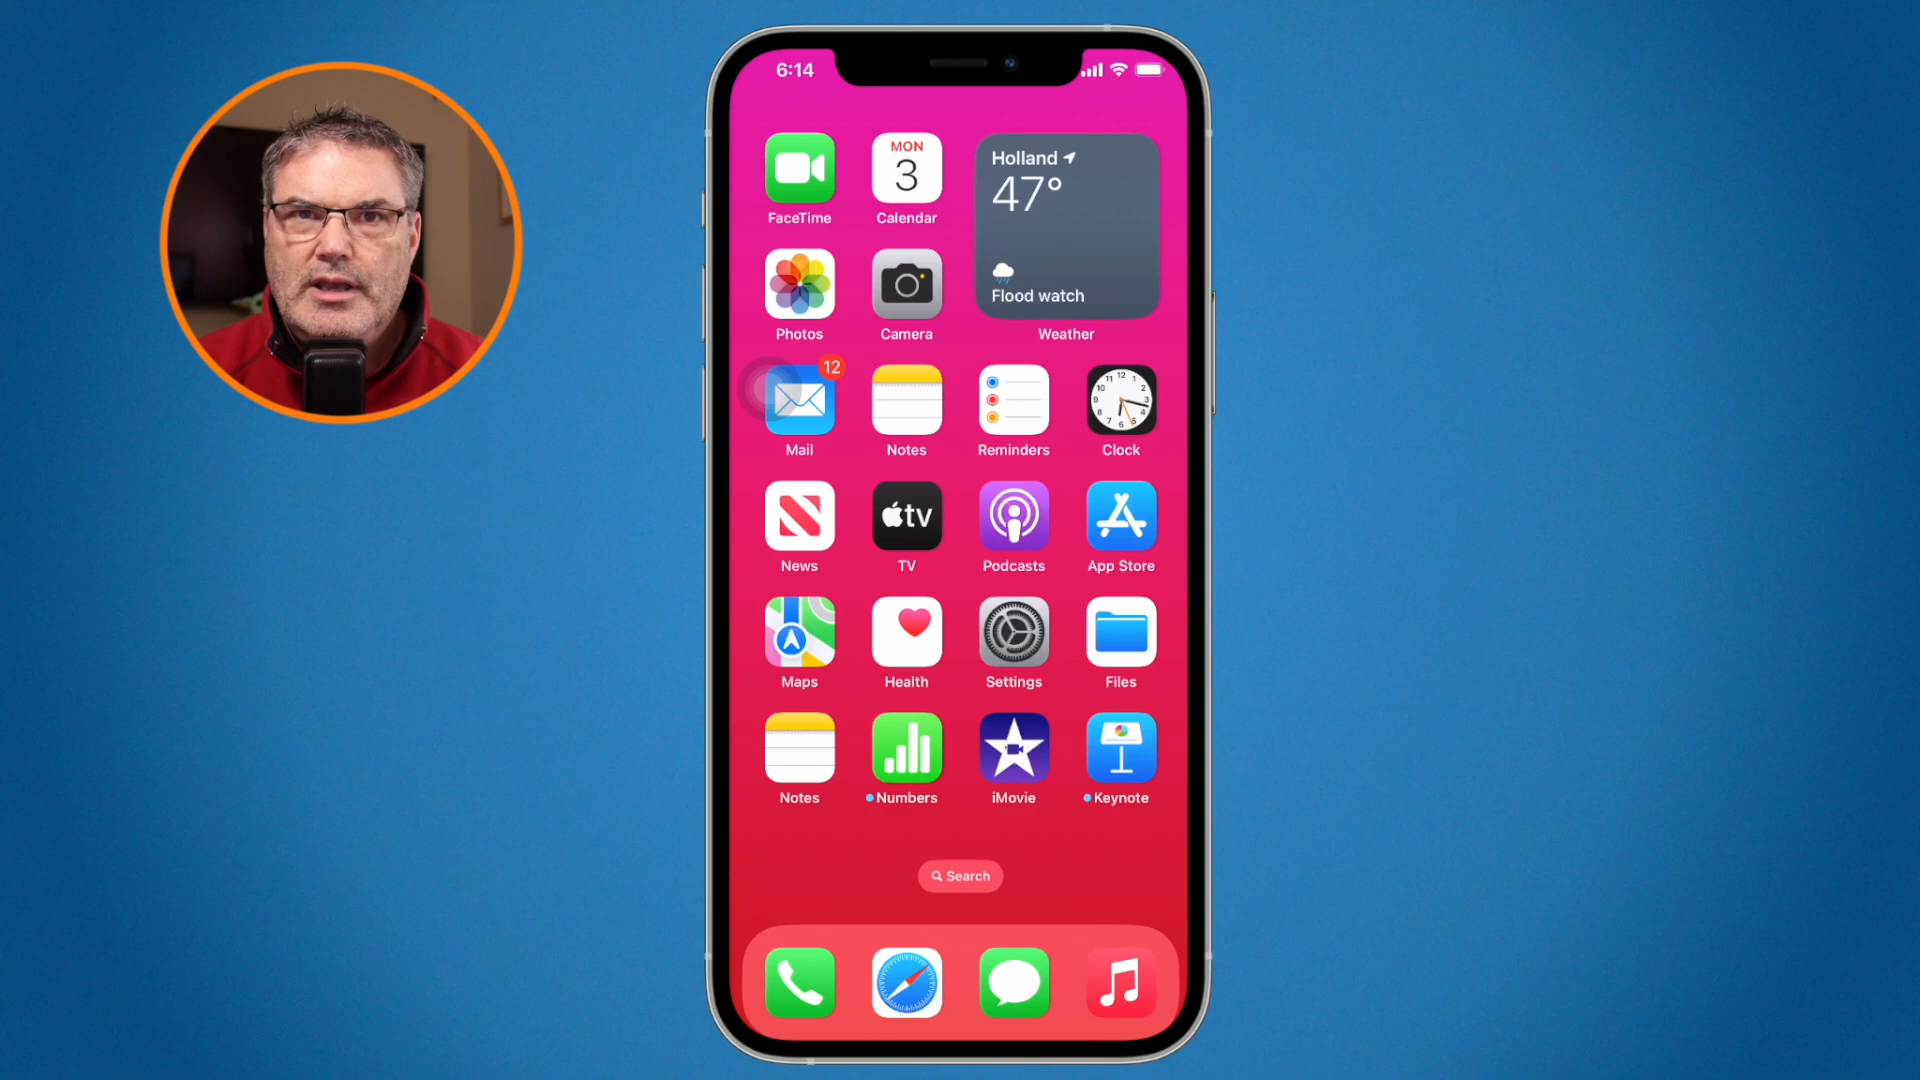 6:14
MON
3
FaceTime
Calendar
Holland
47°
Flood watch
Photos
Camera
Weather
12
Mail
Notes
Reminders
Clock
tv
News
TV
Podcasts
App Store
Maps
Health
Settings
Files
Notes
Numbers
iMovie
Keynote
Search